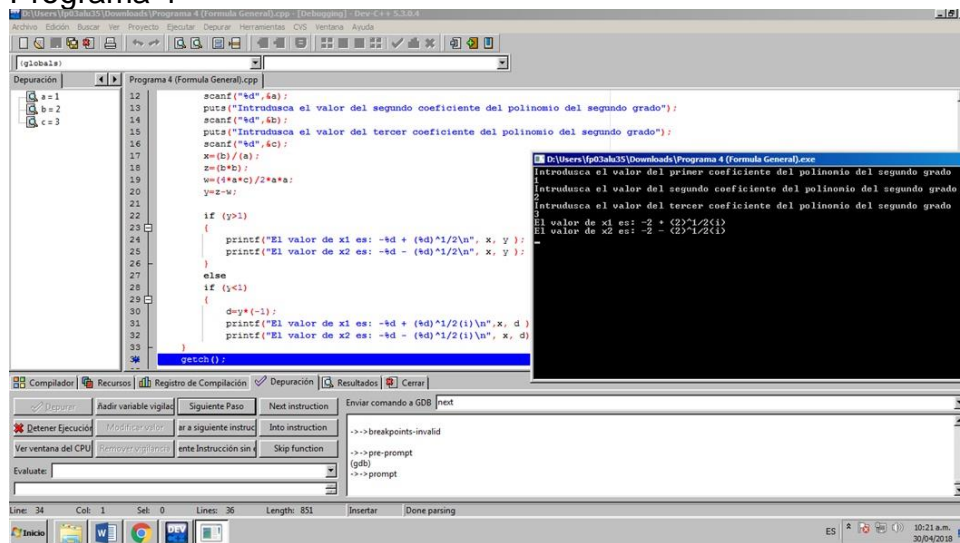 Programa 4
D:\Users\fp03alu35\Downloads\Programa 4 (Formula General).cpp - [Debugging] - Dev-C++ 5.3.0.4
Archivo Edición Buscar Ver Proyecto Ejecutar Depurar Herramientas CVS Ventana Ayuda
(globals)
Depuración Programa 4 (Formula General).cpp
a = 1
b = 2
c = 3
12 scanf("%d",&a);
13 puts("Intrudusca el valor del segundo coeficiente del polinomio del segundo grado");
14 scanf("%d",&b);
15 puts("Intrudusca el valor del tercer coeficiente del polinomio del segundo grado");
16 scanf("%d",&c);
17 x=(b)/(a);
18 z=(b*b);
19 w=(4*a*c)/2*a*a;
20 y=z-w;
21
22 if (y>1)
23 {
24 printf("El valor de x1 es: -%d + (%d)^1/2\n", x, y );
25 printf("El valor de x2 es: -%d - (%d)^1/2\n", x, y );
26 }
27 else
28 if (y<1)
29 {
30 d=y*(-1);
31 printf("El valor de x1 es: -%d + (%d)^1/2(i)\n",x, d )
32 printf("El valor de x2 es: -%d - (%d)^1/2(i)\n", x, d)
33 }
getch();
D:\Users\fp03alu35\Downloads\Programa 4 (Formula General).exe
Introdusca el valor del primer coeficiente del polinomio del segundo grado
1
Intrudusca el valor del segundo coeficiente del polinomio del segundo grado
2
Intrudusca el valor del tercer coeficiente del polinomio del segundo grado
3
El valor de x1 es: -2 + (2)^1/2(i)
El valor de x2 es: -2 - (2)^1/2(i)
Compilador Recursos Registro de Compilación Depuración Resultados Cerrar
Depurar ñadir variable vigilad Siguiente Paso Next instruction
Detener Ejecución Modificar valor ar a siguiente instruc Into instruction
Ver ventana del CPU Remover vigilancia ente Instrucción sin Skip function
Evaluate:
Enviar comando a GDB next
->->breakpoints-invalid
->->pre-prompt
(gdb)
->->prompt
Line: 34 Col: 1 Sel: 0 Lines: 36 Length: 851 Insertar Done parsing
Inicio ES 10:21 a.m.
30/04/2018